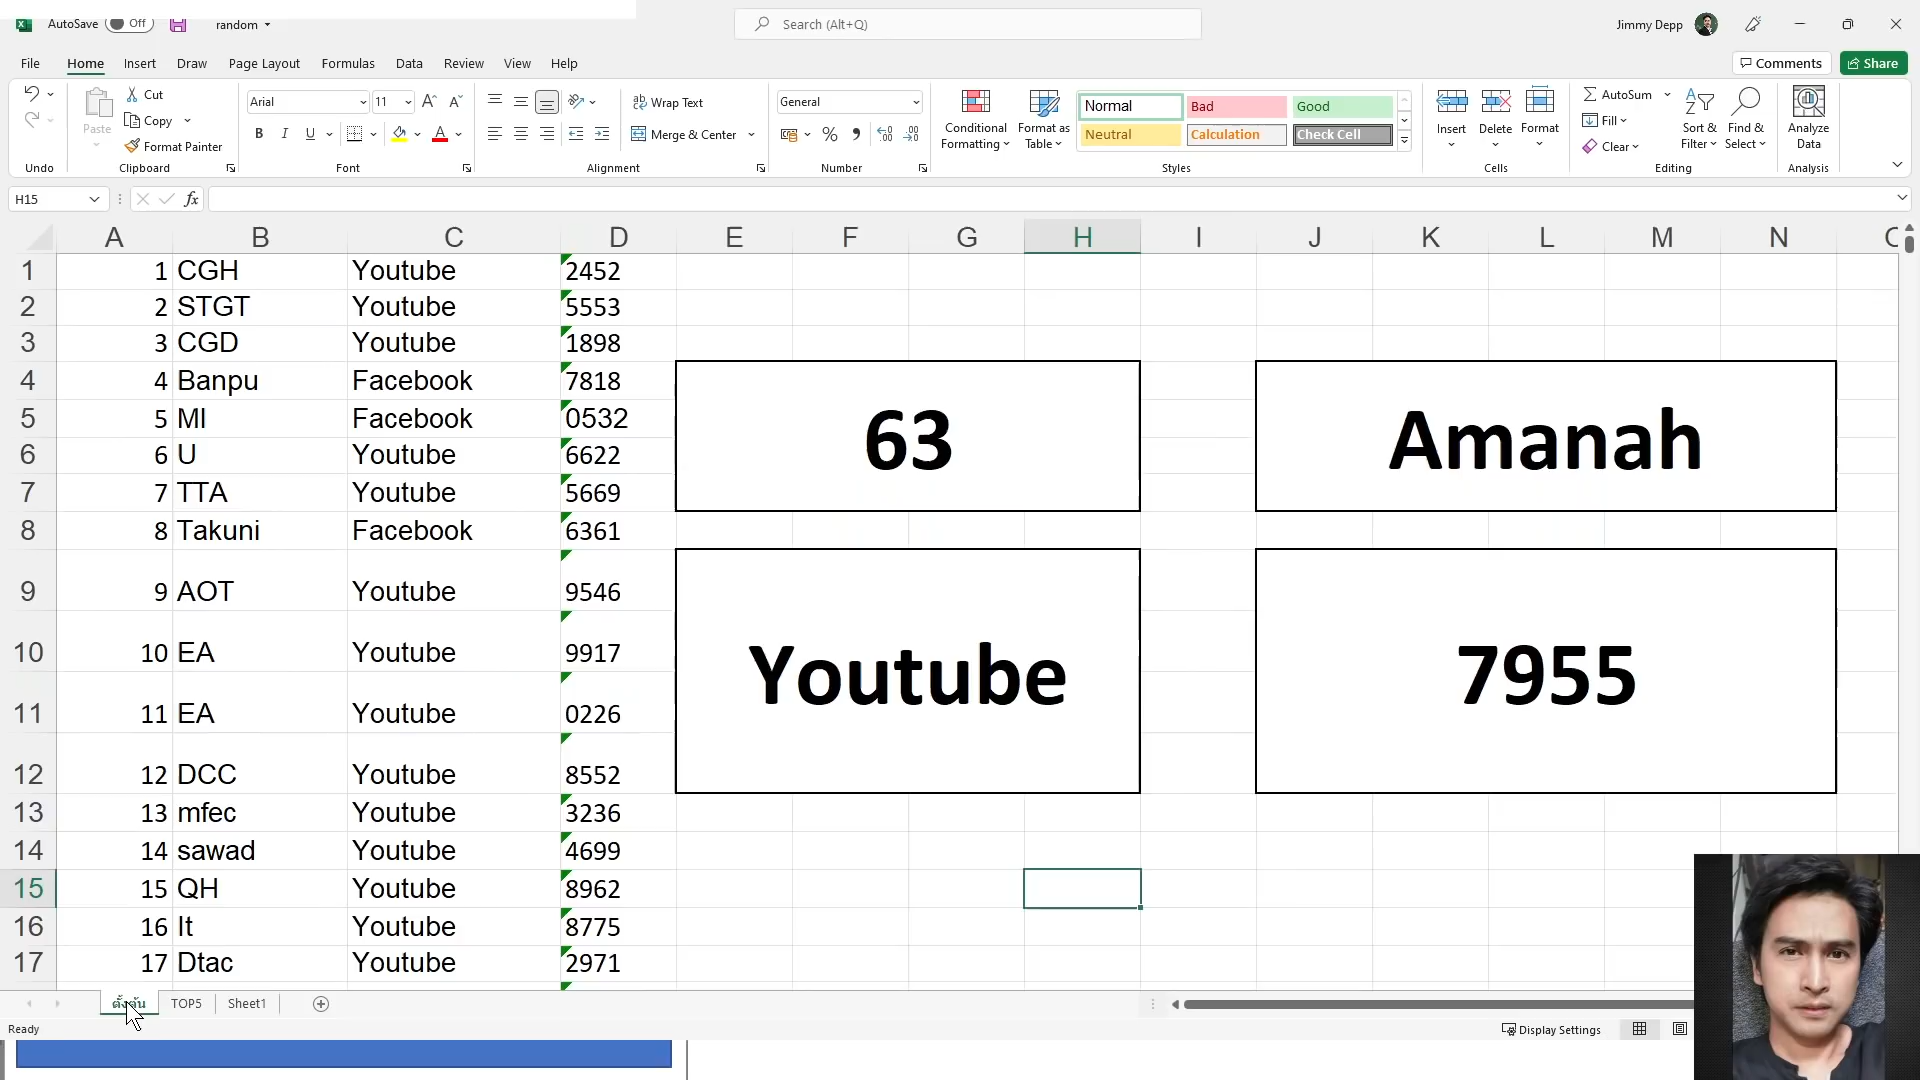 AutoSave Off random
Search (Alt+Q)
Jimmy Depp
File Home Insert Draw Page Layout Formulas Data Review View Help
Comments Share
Cut
Copy
Format Painter
Paste
Arial 11
B I U
Wrap Text
Merge & Center
General
Conditional Formatting
Format as Table
Normal Bad Good
Neutral Calculation Check Cell
Insert Delete Format
AutoSum
Fill
Clear
Sort & Filter
Find & Select
Analyze Data
Undo Clipboard Font Alignment Number Styles Cells Editing Analysis
H15 fx
A B C D E F G H I J K L M N
1 1 CGH Youtube 2452
2 2 STGT Youtube 5553
3 3 CGD Youtube 1898
4 4 Banpu Facebook 7818
5 5 MI Facebook 0532
6 6 U Youtube 6622
7 7 TTA Youtube 5669
8 8 Takuni Facebook 6361
9 9 AOT Youtube 9546
10 10 EA Youtube 9917
11 11 EA Youtube 0226
12 12 DCC Youtube 8552
13 13 mfec Youtube 3236
14 14 sawad Youtube 4699
15 15 QH Youtube 8962
16 16 It Youtube 8775
17 17 Dtac Youtube 2971
63
Amanah
Youtube
7955
TOP5 Sheet1
Ready
Display Settings